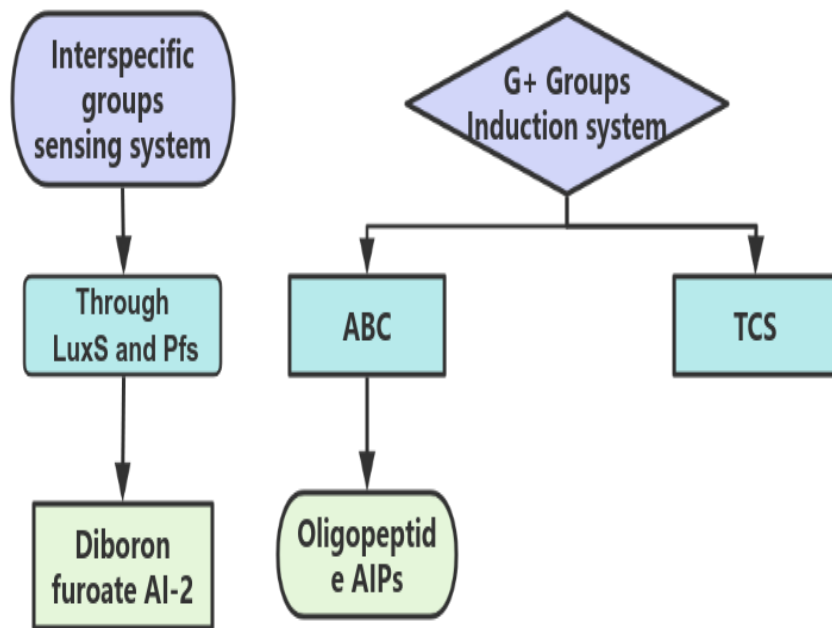 Interspecific
groups
sensing system
G+ Groups
Induction system
Through
LuxS and Pfs
ABC
TCS
Diboron
furoate AI-2
Oligopeptid
e AIPs